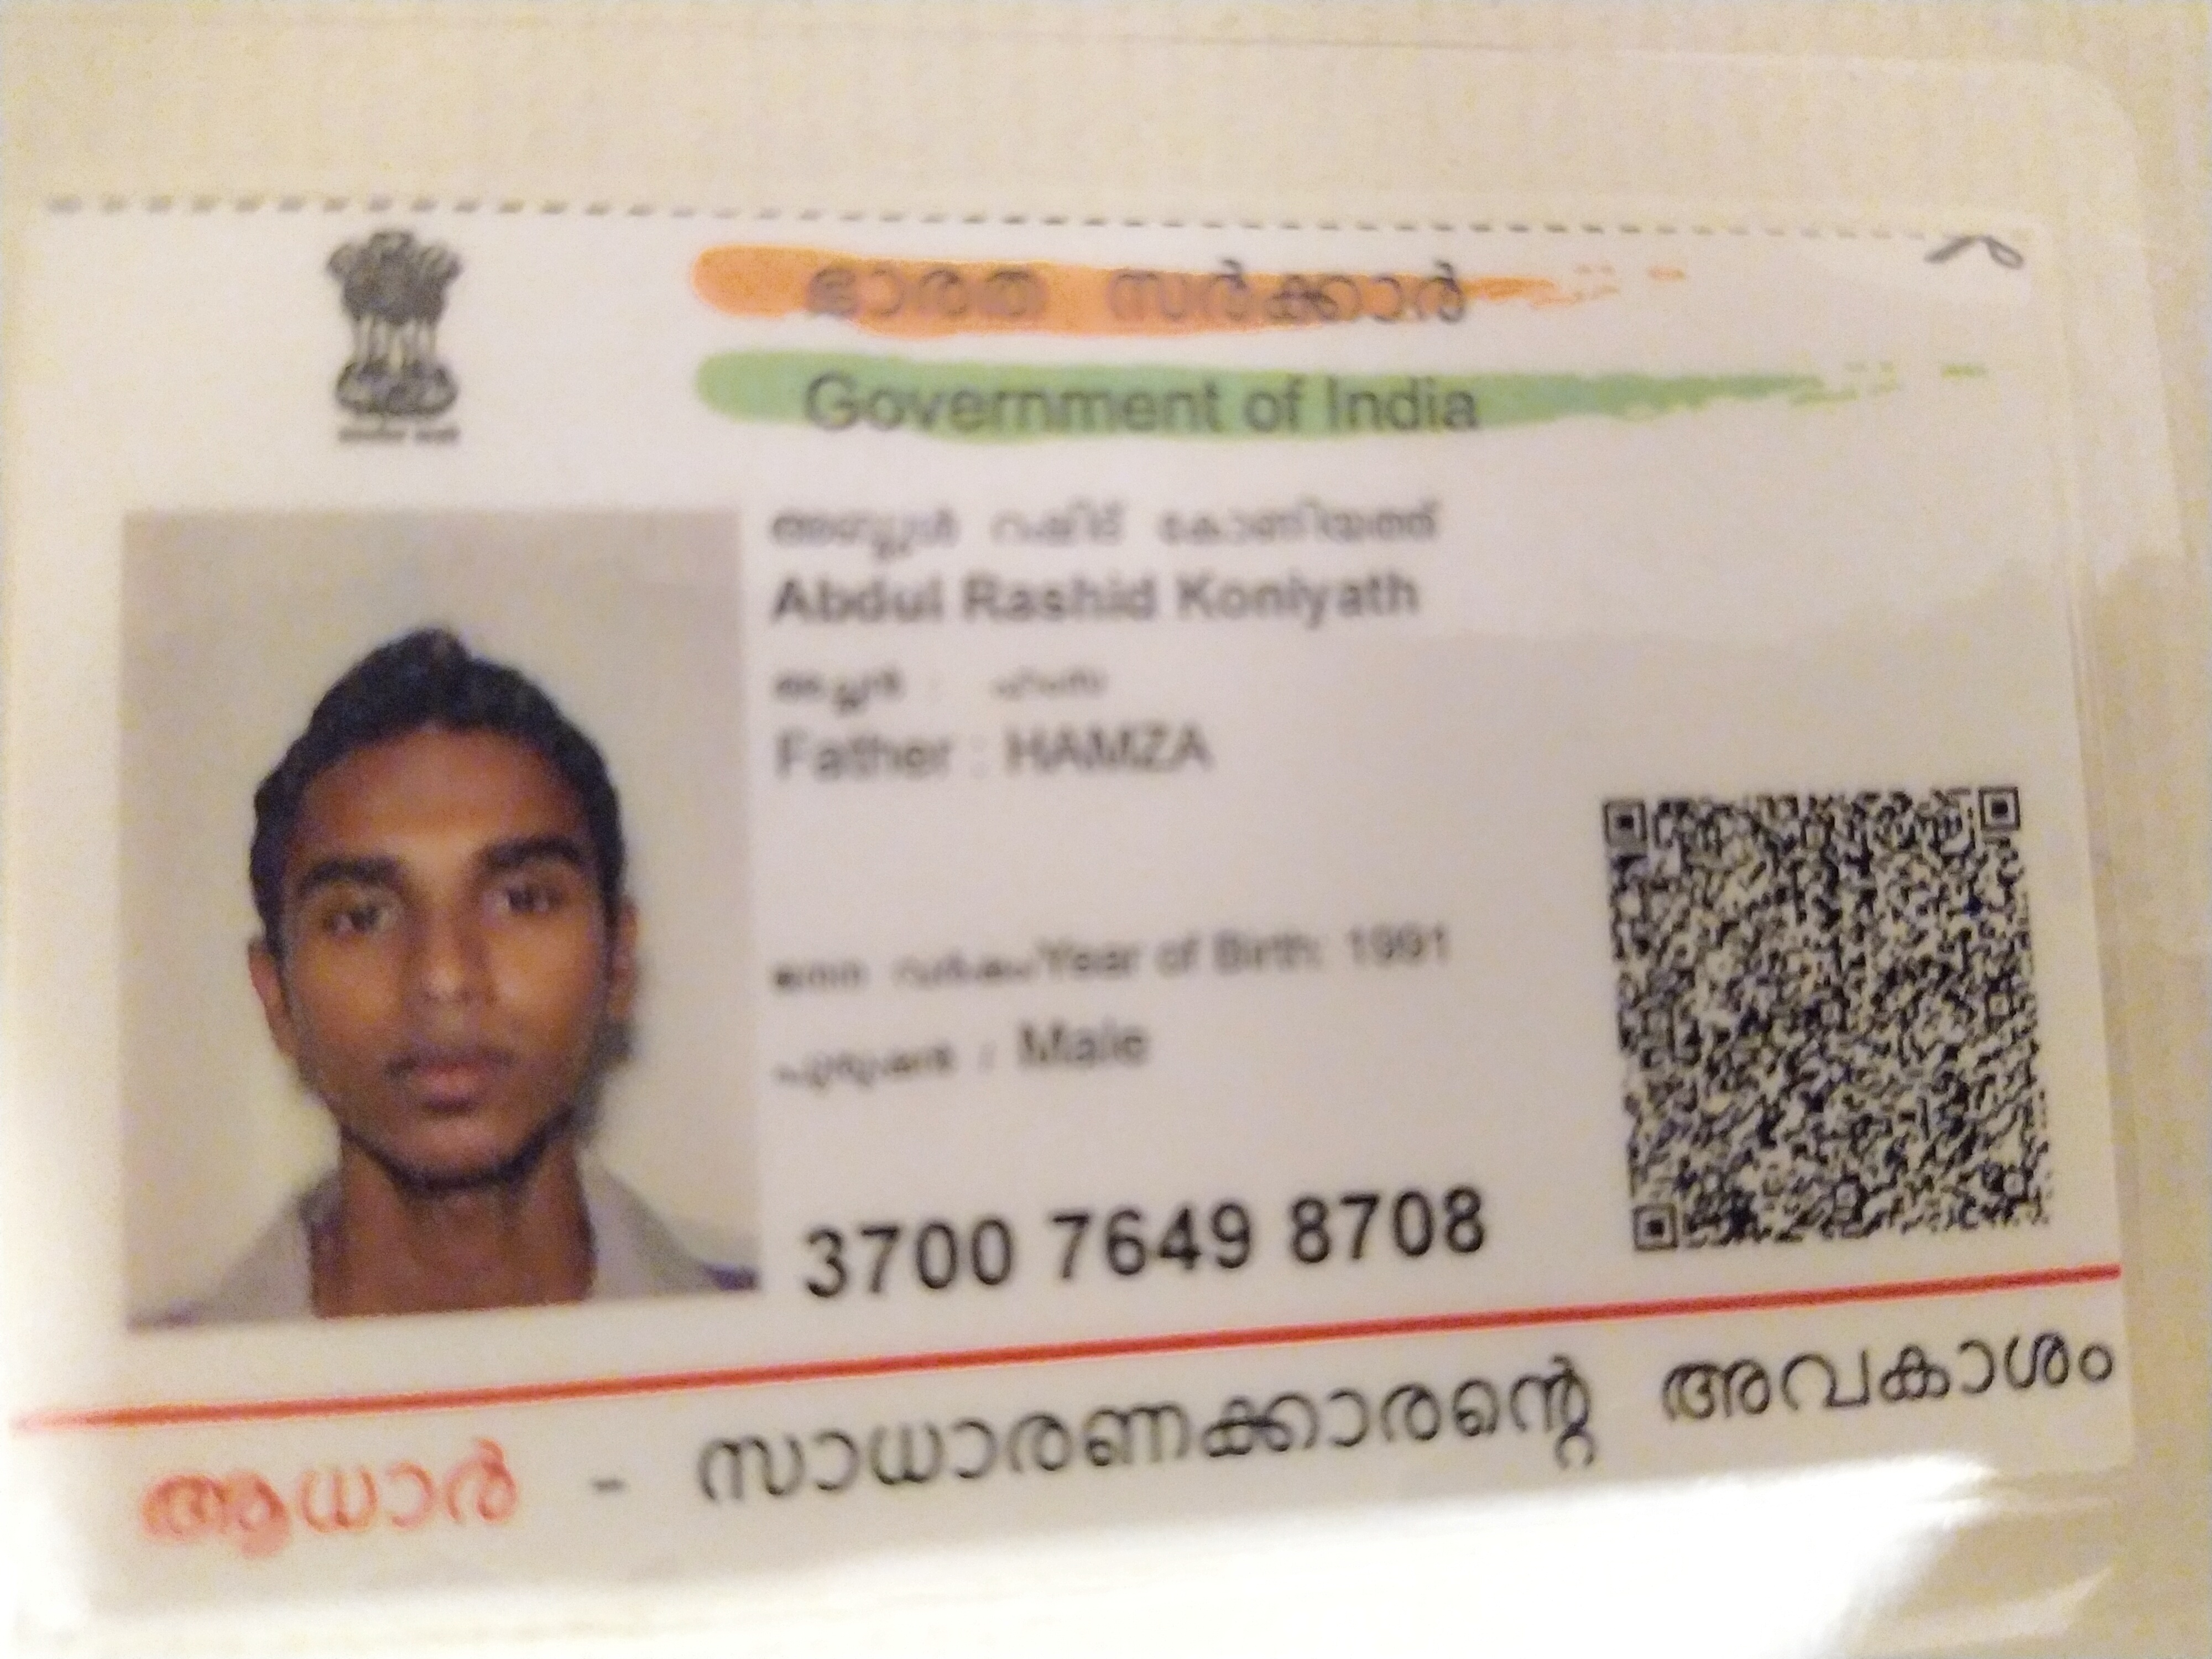 ഭാരത സർക്കാർ
Government of India
അബ്ദുൾ റഷിദ് കോണിയത്ത്
Abdul Rashid Koniyath
അച്ഛൻ : ഹംസ
Father : HAMZA
ജനന വർഷം/Year of Birth: 1991
പുരുഷൻ : Male
3700 7649 8708
ആധാർ - സാധാരണക്കാരന്റെ അവകാശം